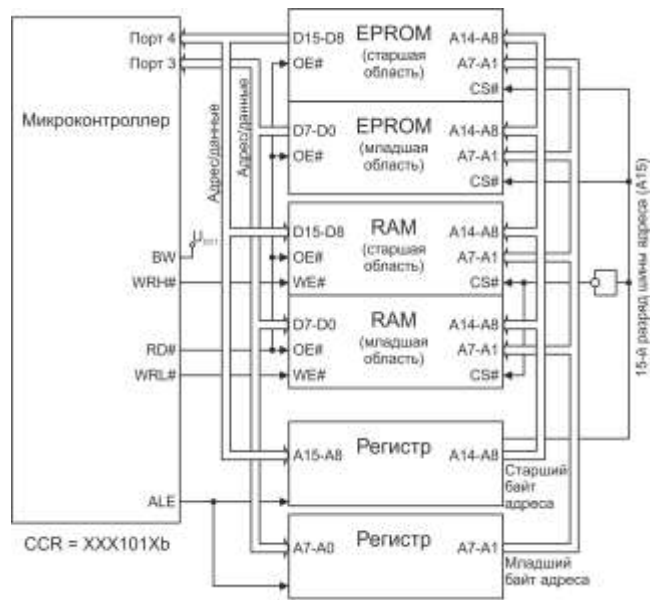 Порт 4
Порт 3
Микроконтроллер
BW
WRH#
RD#
WRL#
ALE
CCR = XXX101Xb
Адрес/данные
Адрес/данные
D15-D8
EPROM
A14-A8
(старшая
область)
A7-A1
OE#
CS#
D7-D0
EPROM
A14-A8
(младшая
область)
A7-A1
OE#
CS#
D15-D8
RAM
A14-A8
(старшая
область)
A7-A1
OE#
WE#
CS#
D7-D0
RAM
A14-A8
(младшая
область)
A7-A1
OE#
WE#
CS#
15-й разряд шины адреса (A15)
A15-A8
Регистр
A14-A8
Старший
байт
адреса
A7-A0
Регистр
A7-A1
Младший
байт адреса